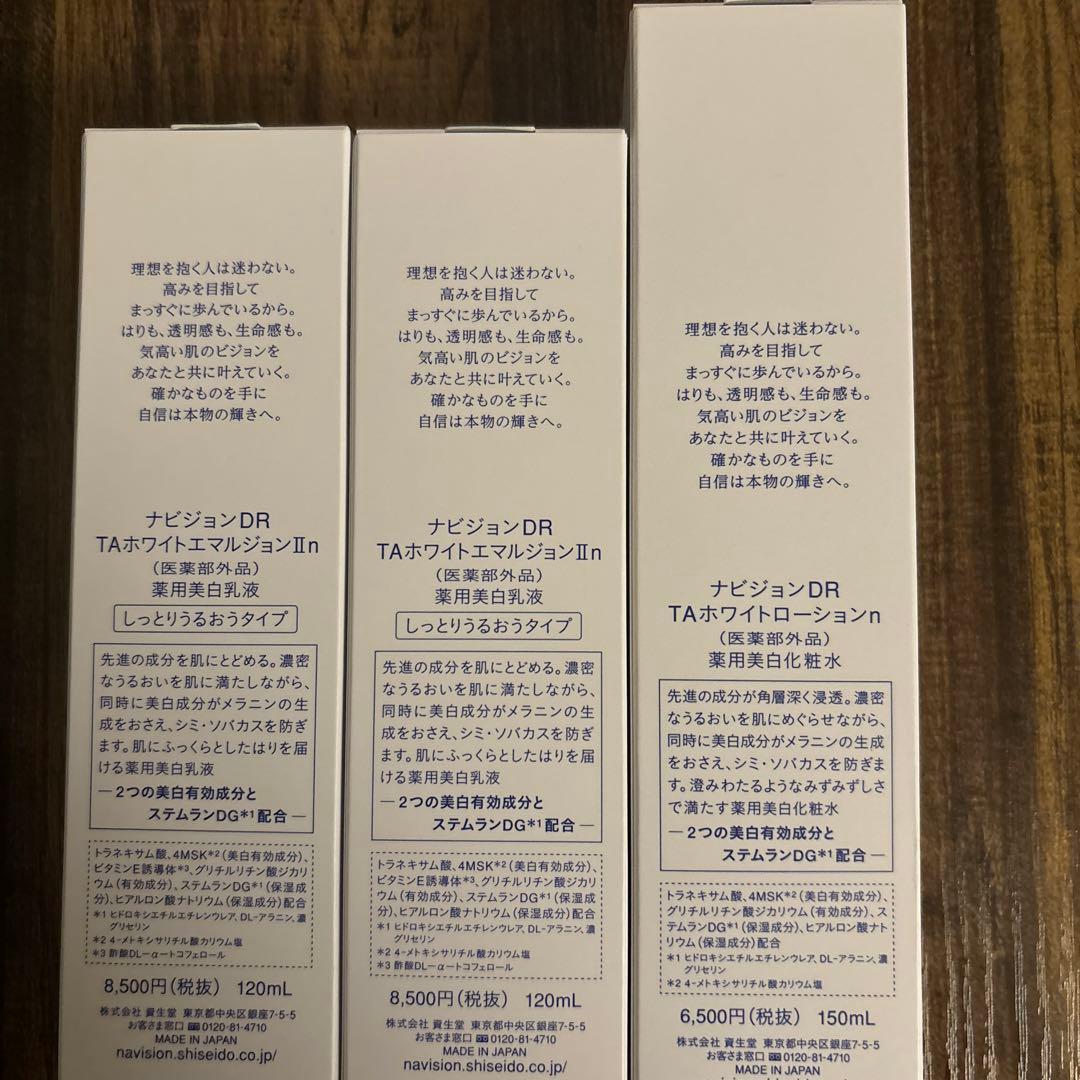 理想を抱く人は迷わない。
高みを目指して
まっすぐに歩んでいるから。
はりも、透明感も、生命感も。
気高い肌のビジョンを
あなたと共に叶えていく。
確かなものを手に
自信は本物の輝きへ。
ナビジョンDR
TAホワイトエマルジョンⅡn
(医薬部外品)
薬用美白乳液
しっとりうるおうタイプ
先進の成分を肌にとどめる。濃密
なうるおいを肌に満たしながら、
同時に美白成分がメラニンの生
成をおさえ、シミ・ソバカスを防ぎ
ます。肌にふっくらとしたはりを届
ける薬用美白乳液
―2つの美白有効成分と
ステムランDG*1配合―
トラネキサム酸、4MSK*2(美白有効成分)、
ビタミンE誘導体*3、グリチルリチン酸ジカリ
ウム(有効成分)、ステムランDG*1(保湿成
分)、ヒアルロン酸ナトリウム(保湿成分)配合
*1 ヒドロキシエチルエチレンウレア、DL-アラニン、濃
グリセリン
*2 4-メトキシサリチル酸カリウム塩
*3 酢酸DL-α-トコフェロール
8,500円(税抜) 120mL
株式会社 資生堂 東京都中央区銀座7-5-5
お客さま窓口 0120-81-4710
MADE IN JAPAN
navision.shiseido.co.jp/
理想を抱く人は迷わない。
高みを目指して
まっすぐに歩んでいるから。
はりも、透明感も、生命感も。
気高い肌のビジョンを
あなたと共に叶えていく。
確かなものを手に
自信は本物の輝きへ。
ナビジョンDR
TAホワイトエマルジョンⅡn
(医薬部外品)
薬用美白乳液
しっとりうるおうタイプ
先進の成分を肌にとどめる。濃密
なうるおいを肌に満たしながら、
同時に美白成分がメラニンの生
成をおさえ、シミ・ソバカスを防ぎ
ます。肌にふっくらとしたはりを届
ける薬用美白乳液
―2つの美白有効成分と
ステムランDG*1配合―
トラネキサム酸、4MSK*2(美白有効成分)、
ビタミンE誘導体*3、グリチルリチン酸ジカリ
ウム(有効成分)、ステムランDG*1(保湿成
分)、ヒアルロン酸ナトリウム(保湿成分)配合
*1 ヒドロキシエチルエチレンウレア、DL-アラニン、濃
グリセリン
*2 4-メトキシサリチル酸カリウム塩
*3 酢酸DL-α-トコフェロール
8,500円(税抜) 120mL
株式会社 資生堂 東京都中央区銀座7-5-5
お客さま窓口 0120-81-4710
MADE IN JAPAN
navision.shiseido.co.jp/
理想を抱く人は迷わない。
高みを目指して
まっすぐに歩んでいるから。
はりも、透明感も、生命感も。
気高い肌のビジョンを
あなたと共に叶えていく。
確かなものを手に
自信は本物の輝きへ。
ナビジョンDR
TAホワイトローションn
(医薬部外品)
薬用美白化粧水
先進の成分が角層深く浸透。濃密
なうるおいを肌にめぐらせながら、
同時に美白成分がメラニンの生成
をおさえ、シミ・ソバカスを防ぎま
す。澄みわたるようなみずみずしさ
で満たす薬用美白化粧水
―2つの美白有効成分と
ステムランDG*1配合―
トラネキサム酸、4MSK*2(美白有効成分)、
グリチルリチン酸ジカリウム(有効成分)、ス
テムランDG*1(保湿成分)、ヒアルロン酸ナト
リウム(保湿成分)配合
*1 ヒドロキシエチルエチレンウレア、DL-アラニン、濃
グリセリン
*2 4-メトキシサリチル酸カリウム塩
6,500円(税抜) 150mL
株式会社 資生堂 東京都中央区銀座7-5-5
お客さま窓口 0120-81-4710
MADE IN JAPAN